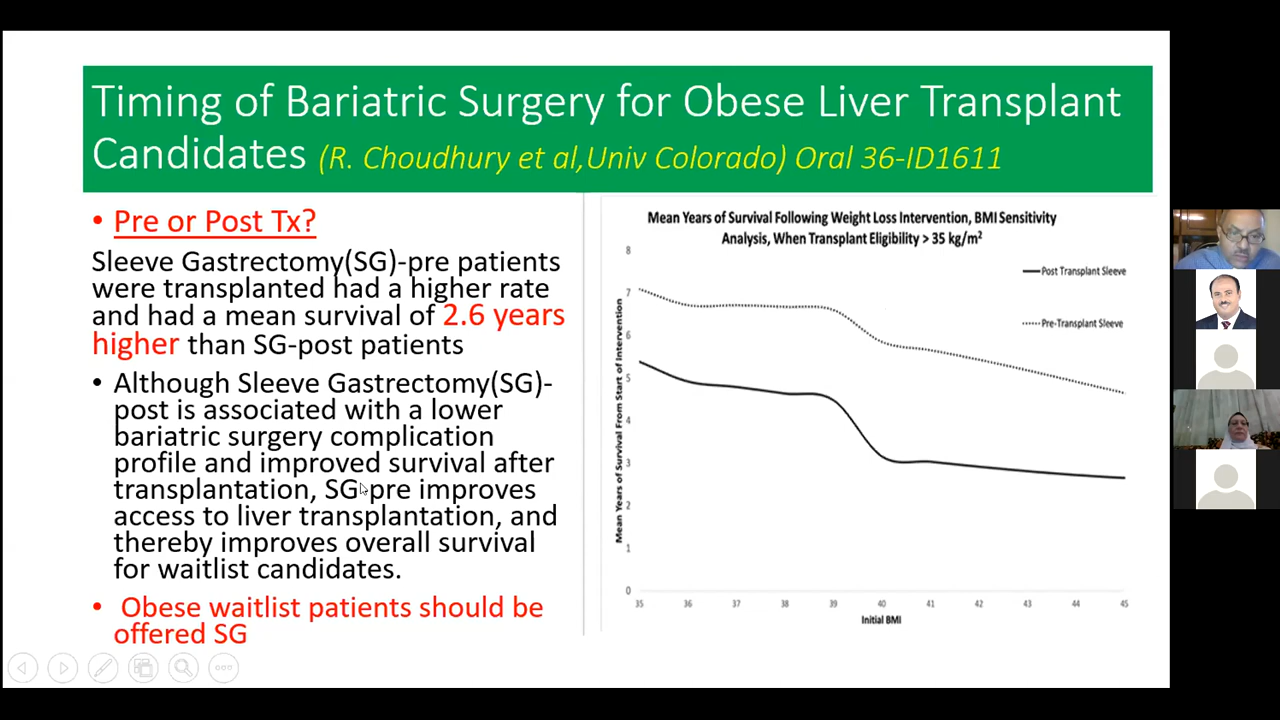 Timing of Bariatric Surgery for Obese Liver Transplant
Candidates (R. Choudhury et al,Univ Colorado) Oral 36-ID1611
• Pre or Post Tx?
Sleeve Gastrectomy(SG)-pre patients
were transplanted had a higher rate
and had a mean survival of 2.6 years
higher than SG-post patients
• Although Sleeve Gastrectomy(SG)-
post is associated with a lower
bariatric surgery complication
profile and improved survival after
transplantation, SG-pre improves
access to liver transplantation, and
thereby improves overall survival
for waitlist candidates.
• Obese waitlist patients should be
offered SG
Mean Years of Survival Following Weight Loss Intervention, BMI Sensitivity
Analysis, When Transplant Eligibility > 35 kg/m²
Post Transplant Sleeve
Pre-Transplant Sleeve
Mean Years of Survival From Start of Intervention
8
7
6
5
4
3
2
1
0
35 36 37 38 39 40 41 42 43 44 45
Initial BMI